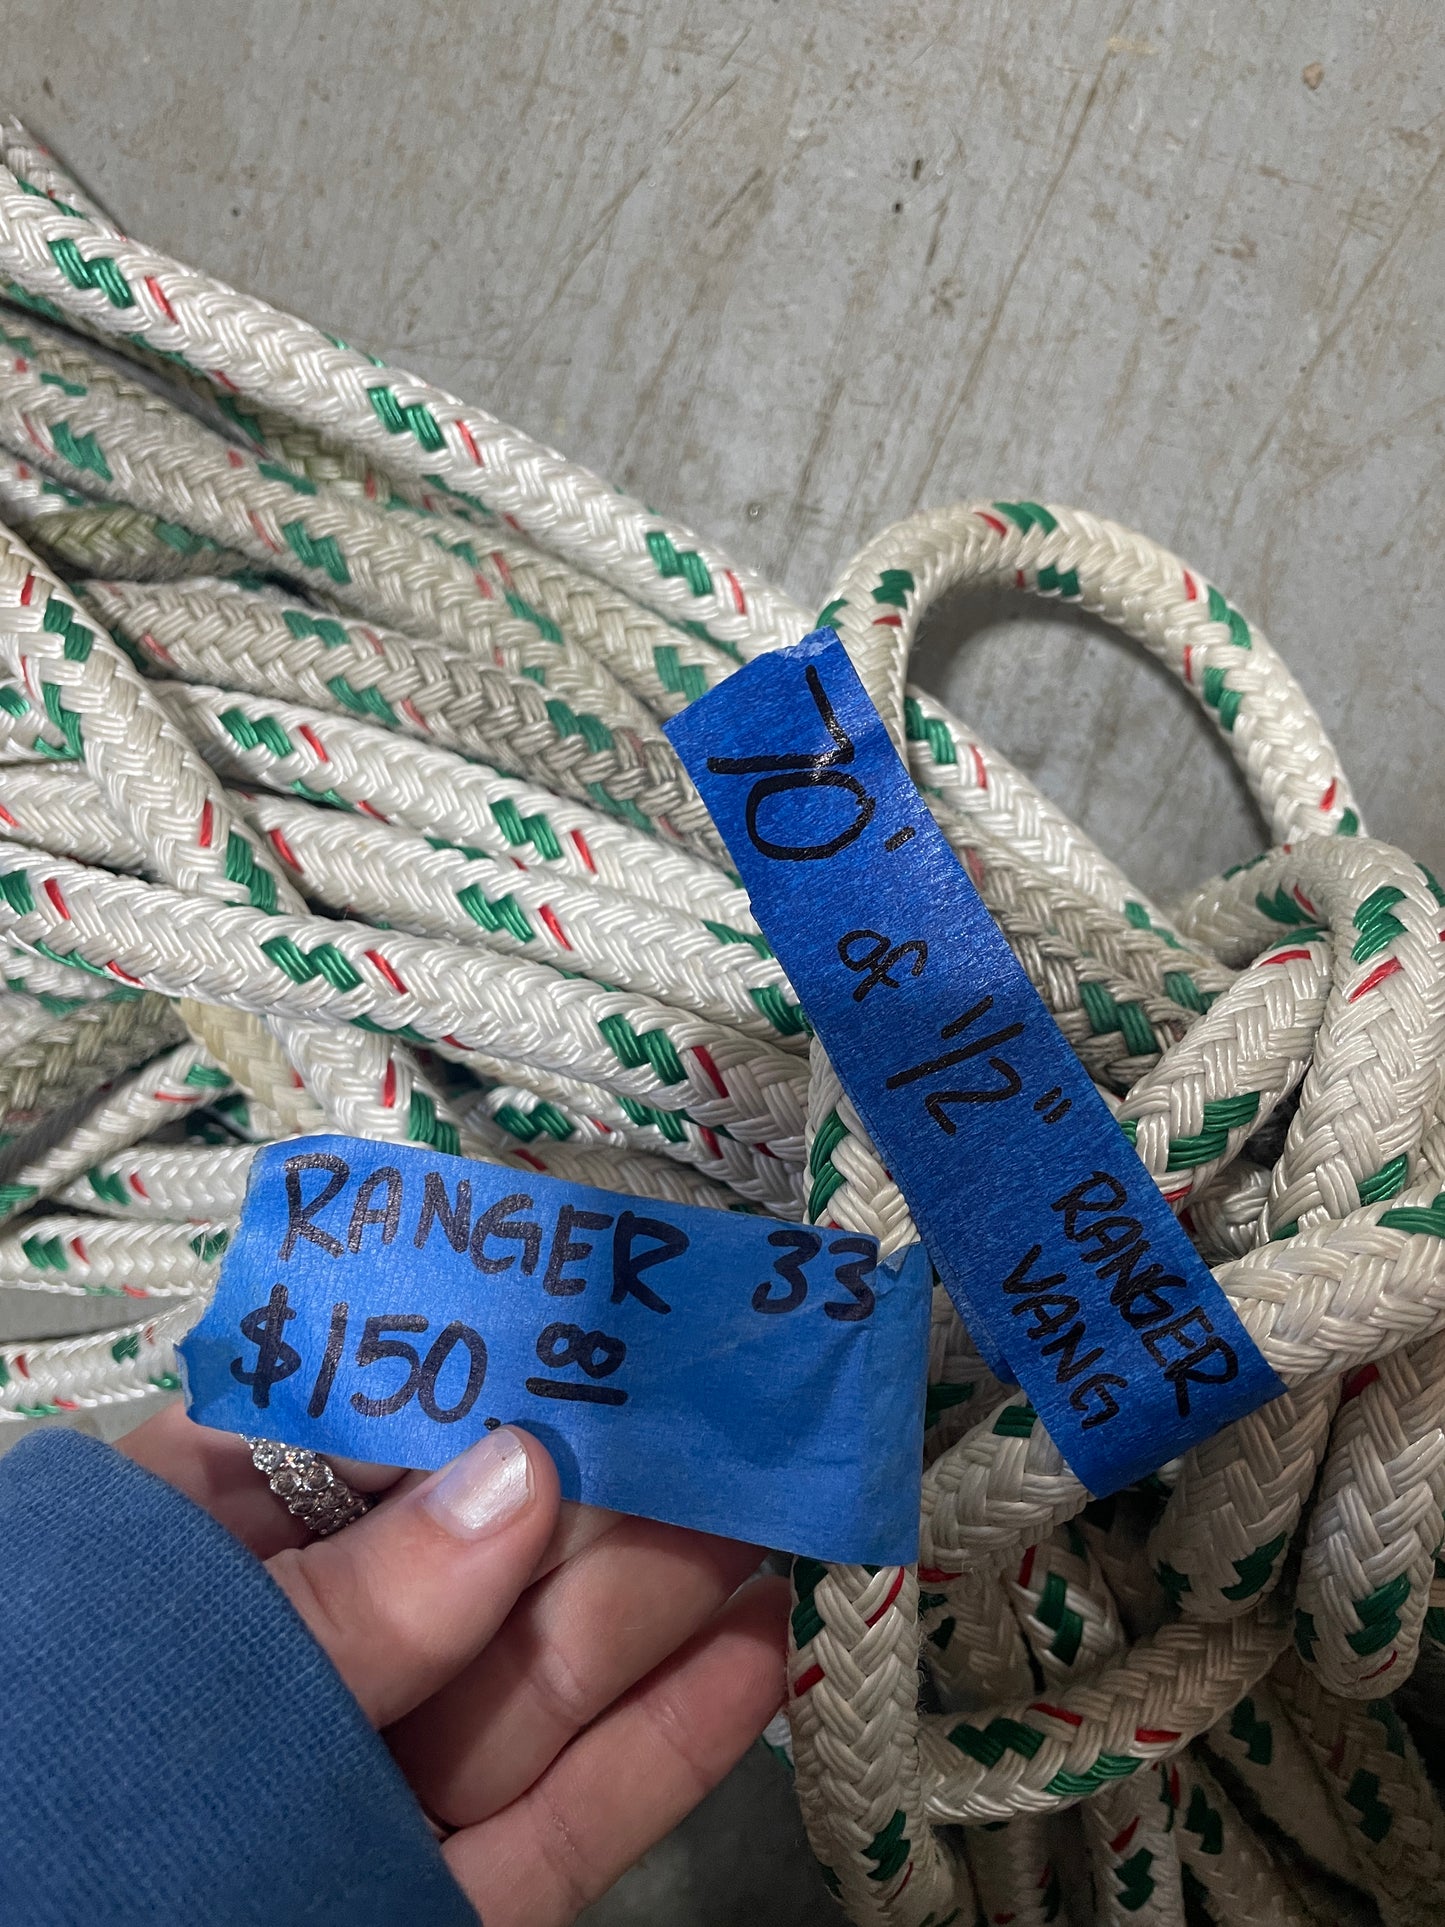 70' of 1/2" RANGER
VANG
RANGER 33
$150.00